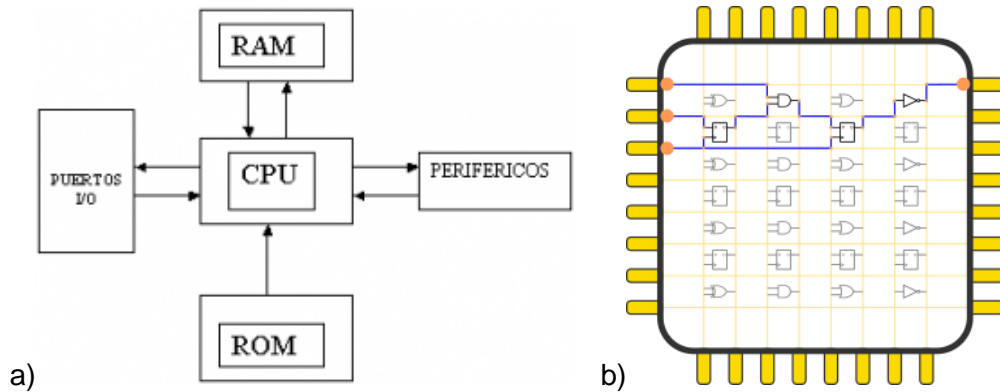 RAM
CPU
PUERTOS
I/O
PERIFERICOS
ROM
a)
b)